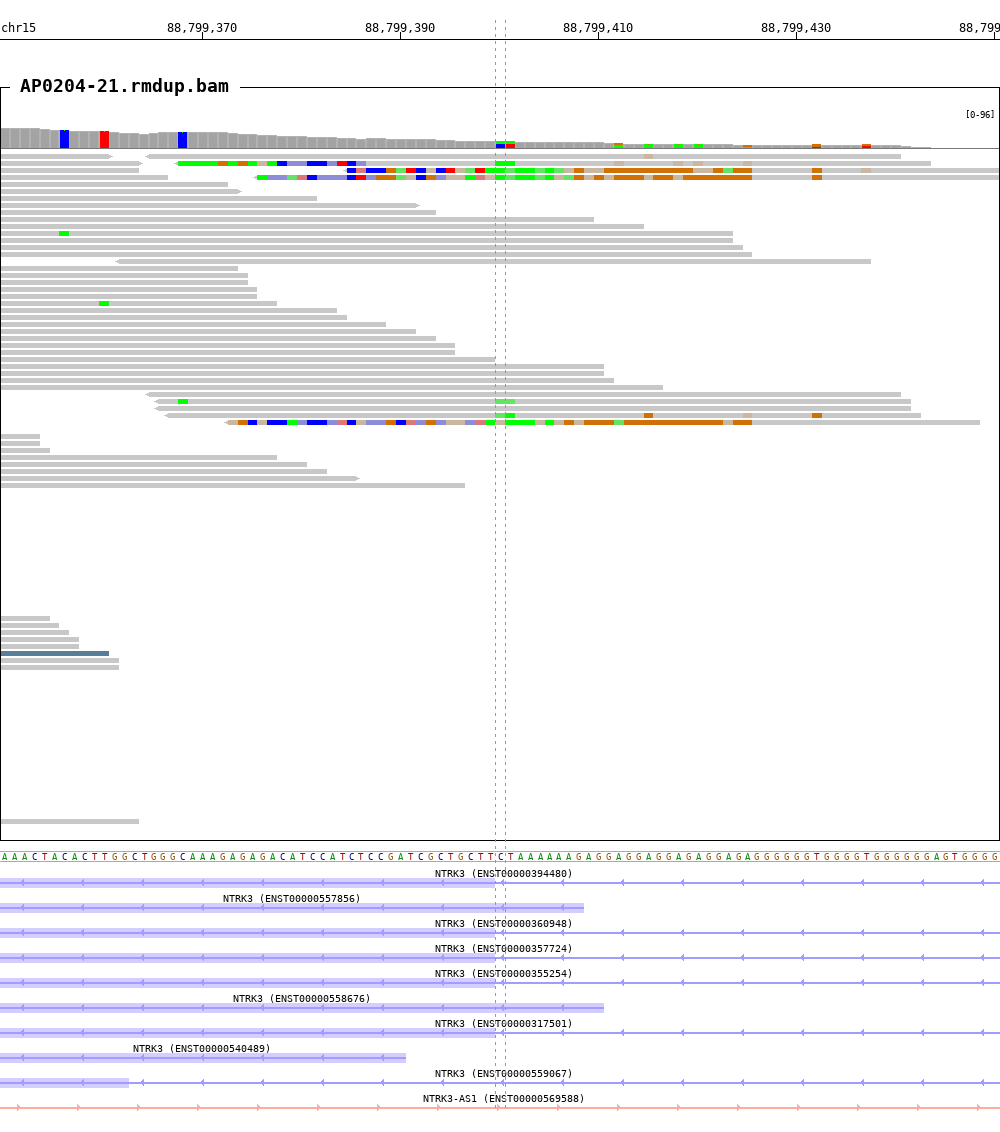 chr15 88,799,370 88,799,390 88,799,410 88,799,430 88,799
AP0204-21.rmdup.bam
[0-96]
AAACTACACTTGGCTGGGCAAAGAGAGACATCCATCTCCGATCGCTGCTTCTAAAAAAGAGGAGGAGGAGAGGAGAGGGGGGTGGGGTGGGGGGAGTGGGG
NTRK3 (ENST00000394480)
NTRK3 (ENST00000557856)
NTRK3 (ENST00000360948)
NTRK3 (ENST00000357724)
NTRK3 (ENST00000355254)
NTRK3 (ENST00000558676)
NTRK3 (ENST00000317501)
NTRK3 (ENST00000540489)
NTRK3 (ENST00000559067)
NTRK3-AS1 (ENST00000569588)